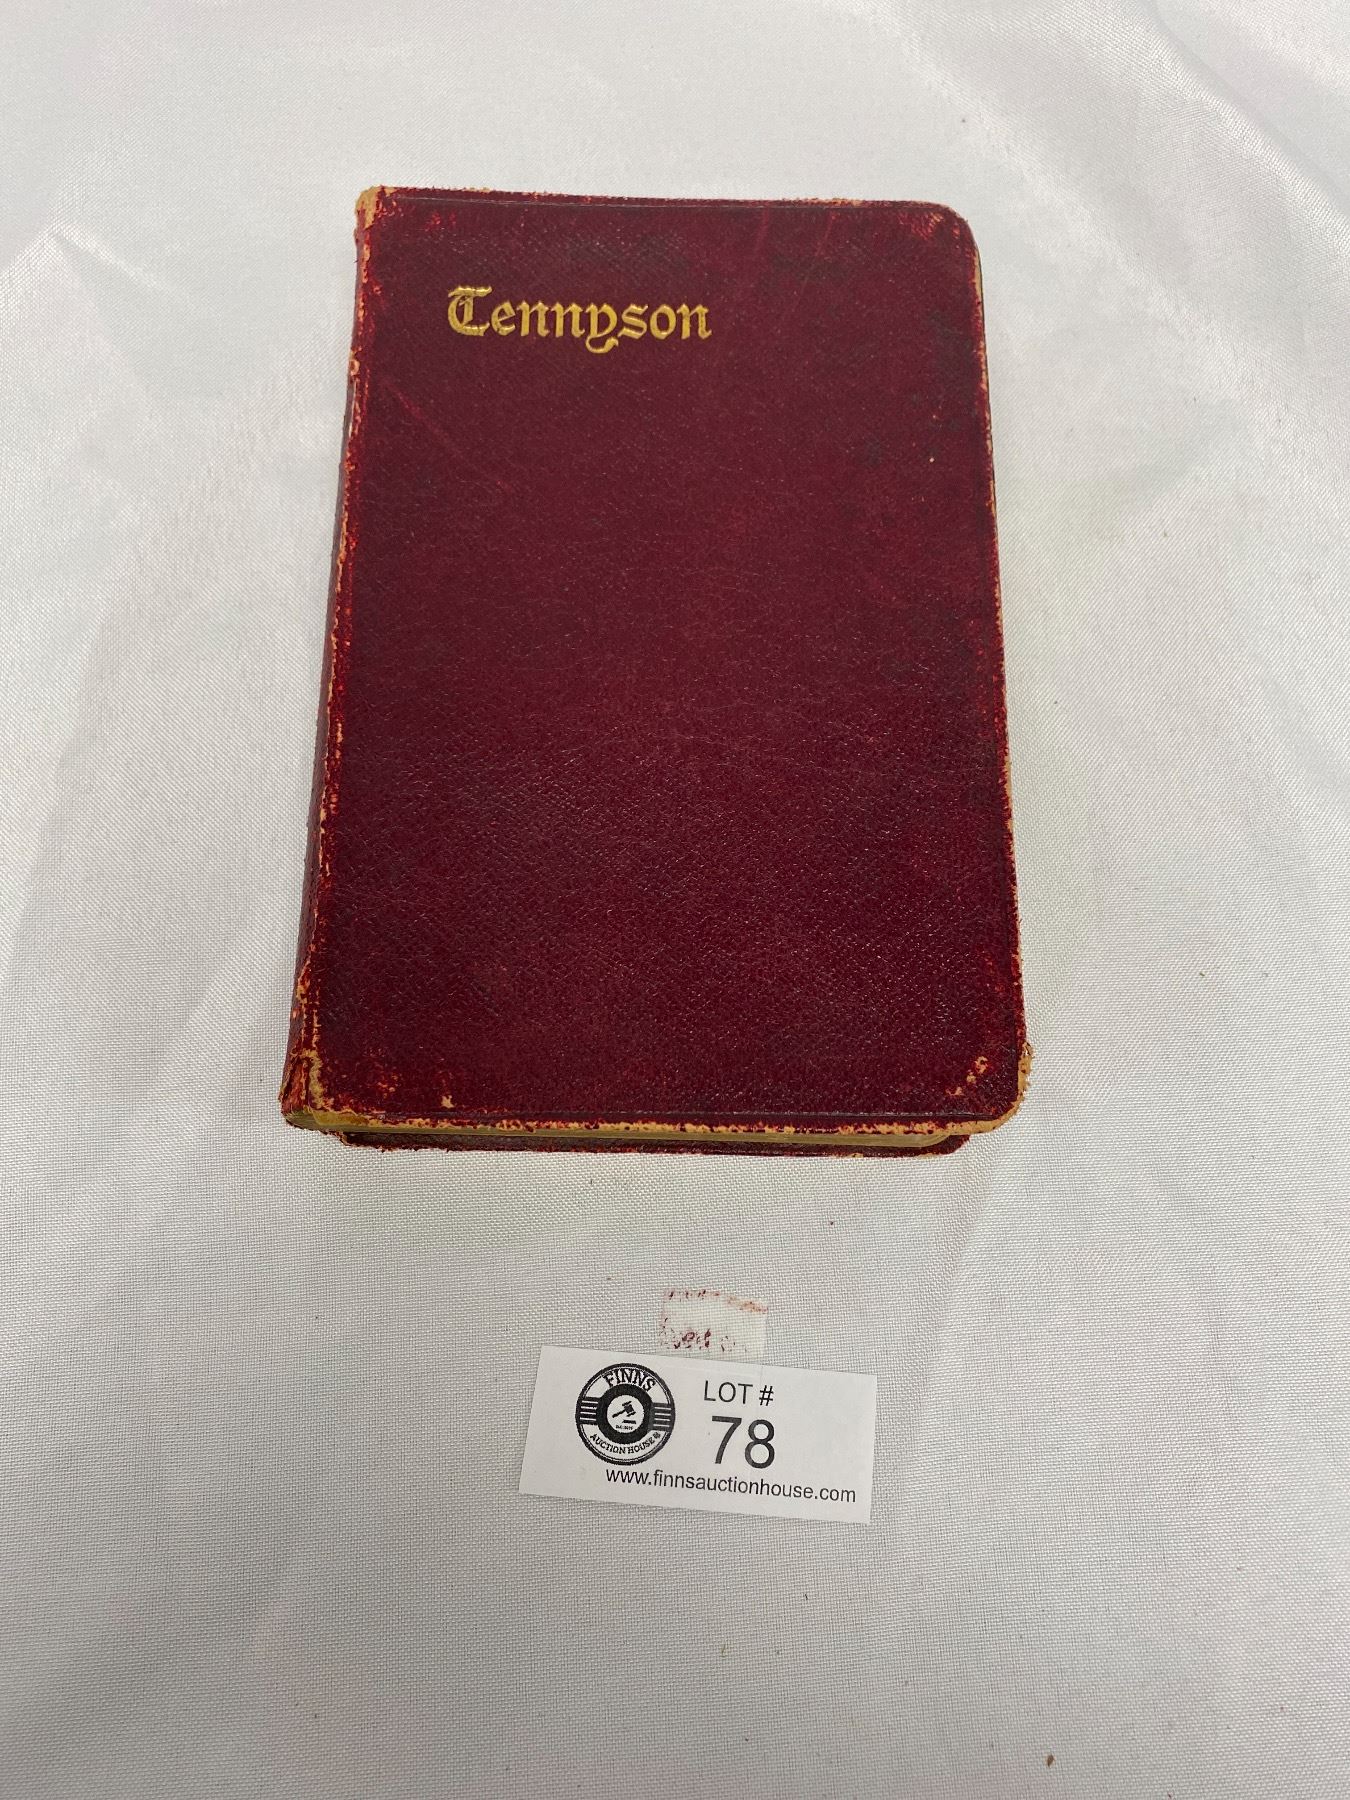 Tennyson
FINNS
AUCTION HOUSE
LOT #
78
www.finnsauctionhouse.com